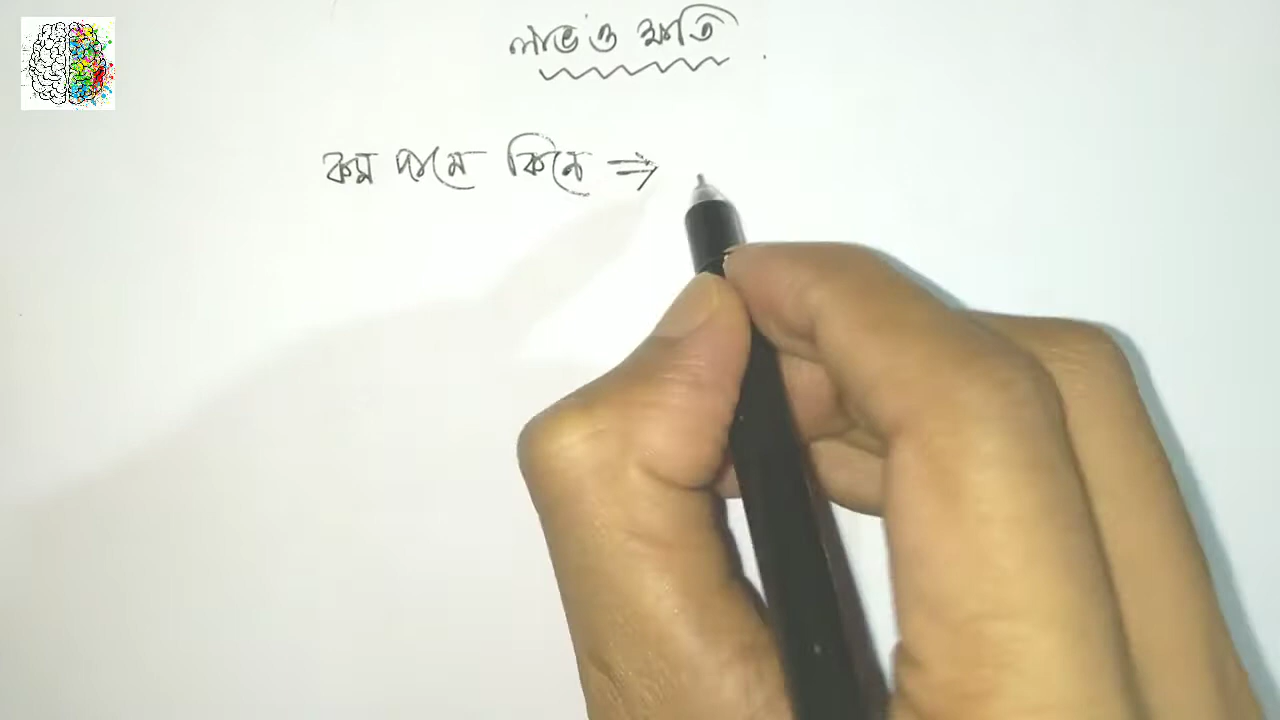 লাভ ও ক্ষতি
কম দামে কিনে ⇒